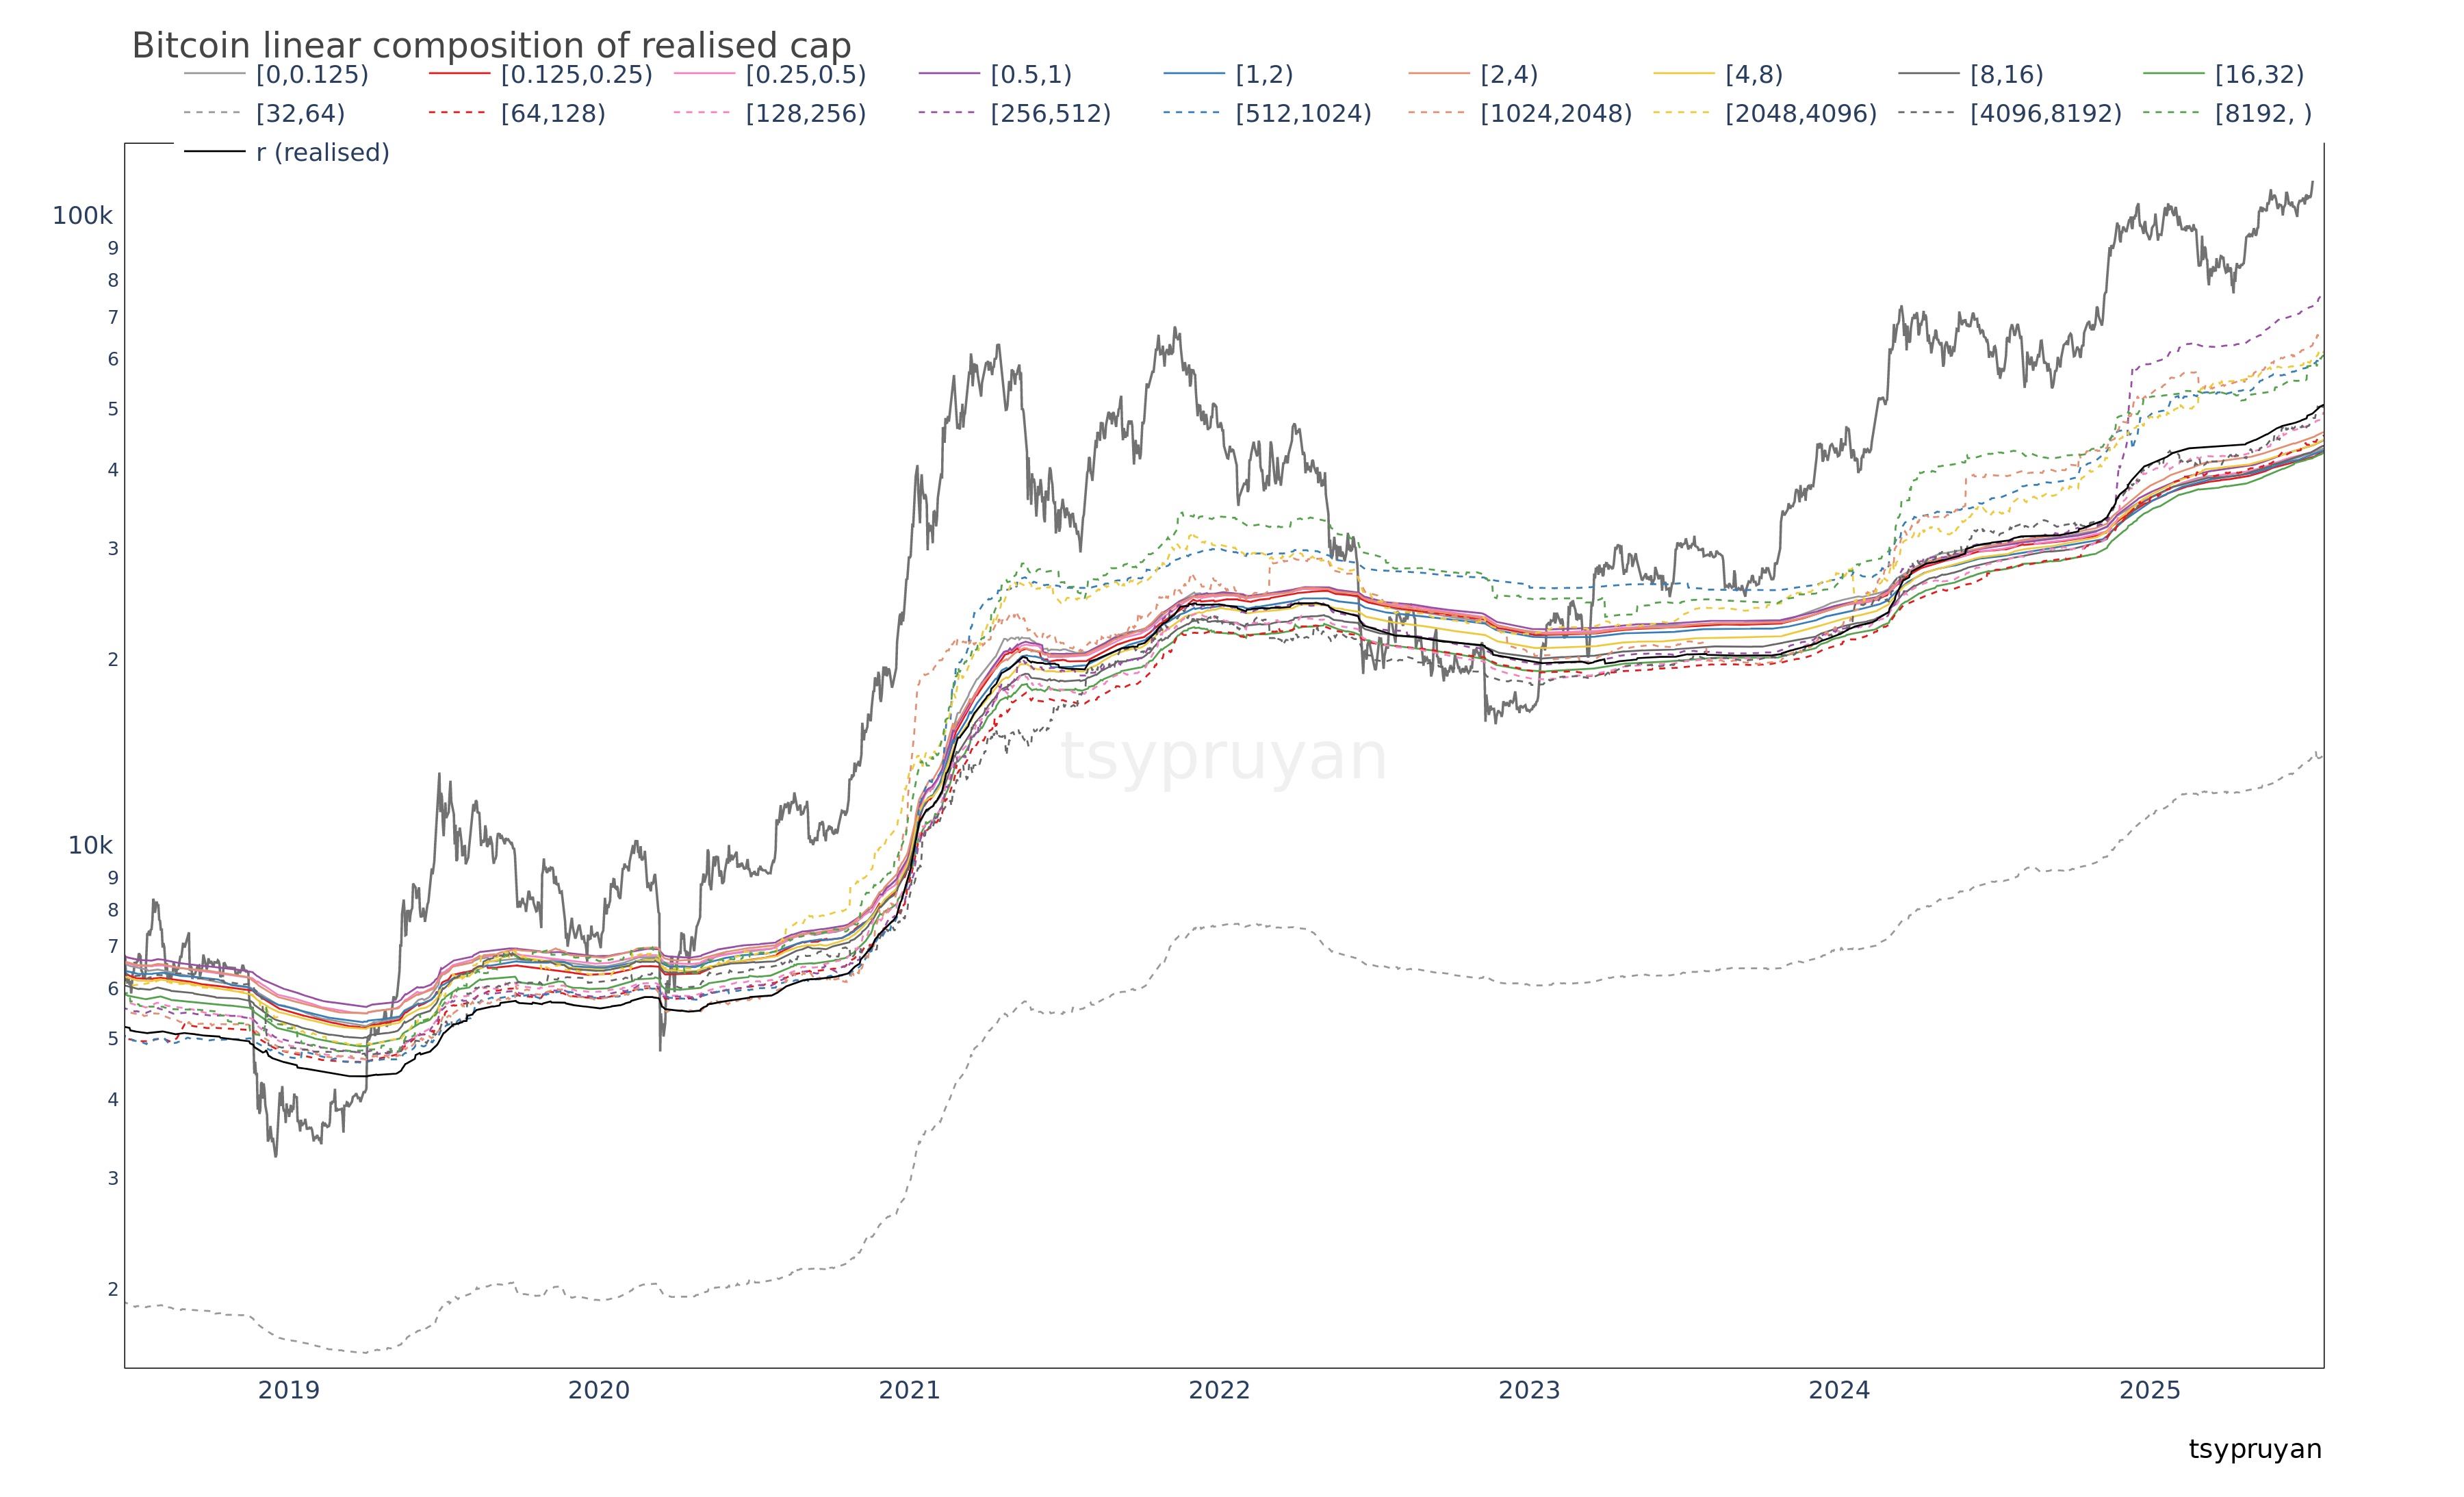 Bitcoin linear composition of realised cap
[0,0.125) [0.125,0.25) [0.25,0.5) [0.5,1) [1,2) [2,4) [4,8) [8,16) [16,32)
[32,64) [64,128) [128,256) [256,512) [512,1024) [1024,2048) [2048,4096) [4096,8192) [8192, )
r (realised)
100k
9
8
7
6
5
4
3
2
tsypruyan
10k
9
8
7
6
5
4
3
2
2019 2020 2021 2022 2023 2024 2025
tsypruyan